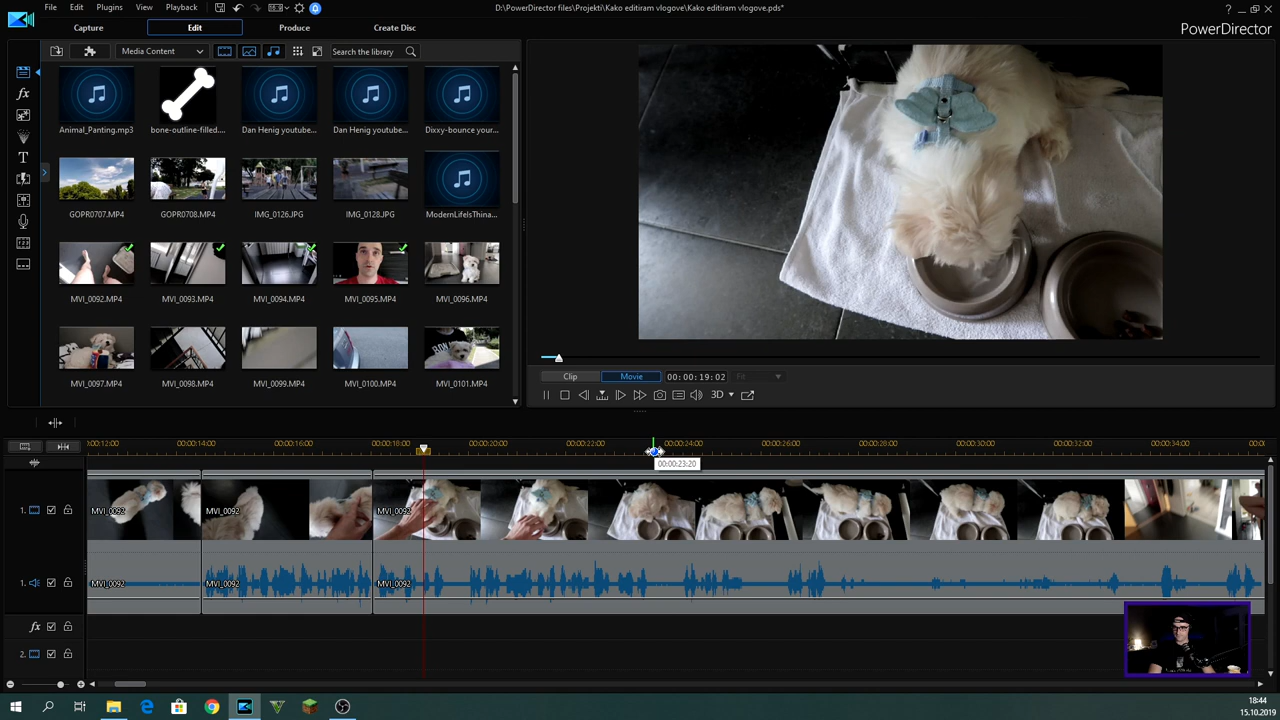 File Edit Plugins View Playback
D:\PowerDirector files\Projekti\Kako editiram vlogove\Kako editiram vlogove.pds*
Capture Edit Produce Create Disc
PowerDirector
Media Content Search the library
Animal_Panting.mp3 bone-outline-filled.... Dan Henig youtube... Dan Henig youtube... Dixxy-bounce your...
GOPR0707.MP4 GOPR0708.MP4 IMG_0126.JPG IMG_0128.JPG ModernLifeIsThina...
MVI_0092.MP4 MVI_0093.MP4 MVI_0094.MP4 MVI_0095.MP4 MVI_0096.MP4
MVI_0097.MP4 MVI_0098.MP4 MVI_0099.MP4 MVI_0100.MP4 MVI_0101.MP4
Clip Movie 00:00:19:02 Fit
3D
0:00:12:00 00:00:14:00 00:00:16:00 00:00:18:00 00:00:20:00 00:00:22:00 00:00:24:00 00:00:26:00 00:00:28:00 00:00:30:00 00:00:32:00 00:00:34:00 00:0
00:00:23:20
1. MVI_0092 MVI_0092 MVI_0092
1. MVI_0092 MVI_0092 MVI_0092
fx
2.
18:44
15.10.2019